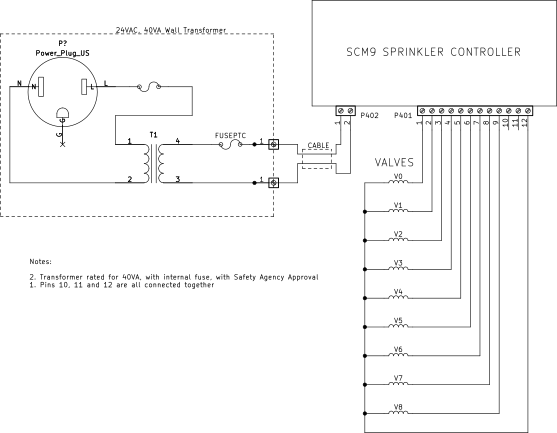 24VAC, 40VA Wall Transformer
P?
Power_Plug_US
SCM9 SPRINKLER CONTROLLER
N N L L
G
G
P402 P401
1 2
1 2 3 4 5 6 7 8 9 10 11 12
T1
1 4
2 3
FUSEPTC
1
1
CABLE
VALVES
V0
V1
V2
V3
V4
V5
V6
V7
V8
Notes:
2. Transformer rated for 40VA, with internal fuse, with Safety Agency Approval
1. Pins 10, 11 and 12 are all connected together